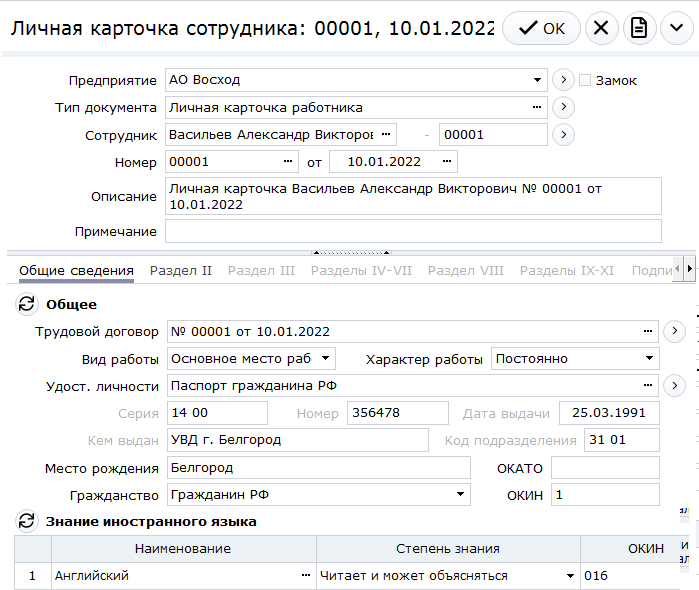 Личная карточка сотрудника: 00001, 10.01.2022 OK
Предприятие АО Восход Замок
Тип документа Личная карточка работника ...
Сотрудник Васильев Александр Викторов ... - 00001
Номер 00001 ... от 10.01.2022 ...
Описание Личная карточка Васильев Александр Викторович № 00001 от
10.01.2022
Примечание
Общие сведения Раздел II Раздел III Разделы IV-VII Раздел VIII Разделы IX-XI Подпи
Общее
Трудовой договор № 00001 от 10.01.2022 ...
Вид работы Основное место раб Характер работы Постоянно
Удост. личности Паспорт гражданина РФ ...
Серия 14 00 Номер 356478 Дата выдачи 25.03.1991
Кем выдан УВД г. Белгород Код подразделения 31 01
Место рождения Белгород ОКАТО
Гражданство Гражданин РФ ОКИН 1
Знание иностранного языка
Наименование Степень знания ОКИН
1 Английский ... Читает и может объясняться 016